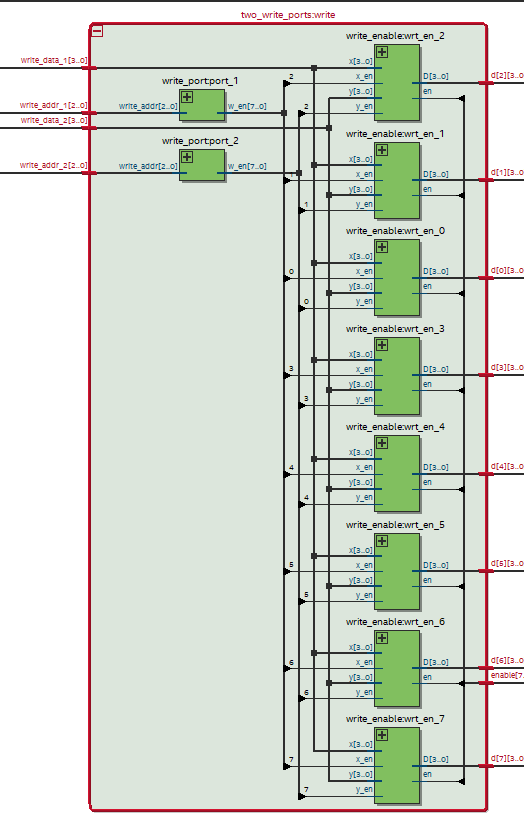 two_write_ports:write
write_enable:wrt_en_2
write_data_1[3..0] x[3..0]
write_port:port_1 2 x_en D[3..0] d[2][3..0
y[3..0] en
write_addr_1[2..0] write_addr[2..0] w_en[7..0] 2 y_en
write_data_2[3..0]
write_port:port_2 write_enable:wrt_en_1
x[3..0]
write_addr_2[2..0] write_addr[2..0] w_en[7..0] 1 x_en D[3..0] d[1][3..0
y[3..0] en
1 y_en
write_enable:wrt_en_0
x[3..0]
0 x_en D[3..0] d[0][3..0
y[3..0] en
0 y_en
write_enable:wrt_en_3
x[3..0]
3 x_en D[3..0] d[3][3..0
y[3..0] en
3 y_en
write_enable:wrt_en_4
x[3..0]
4 x_en D[3..0] d[4][3..0
y[3..0] en
4 y_en
write_enable:wrt_en_5
x[3..0]
5 x_en D[3..0] d[5][3..0
y[3..0] en
5 y_en
write_enable:wrt_en_6
x[3..0]
6 x_en D[3..0] d[6][3..0
y[3..0] en enable[7.
6 y_en
write_enable:wrt_en_7
x[3..0]
7 x_en D[3..0] d[7][3..0
y[3..0] en
7 y_en